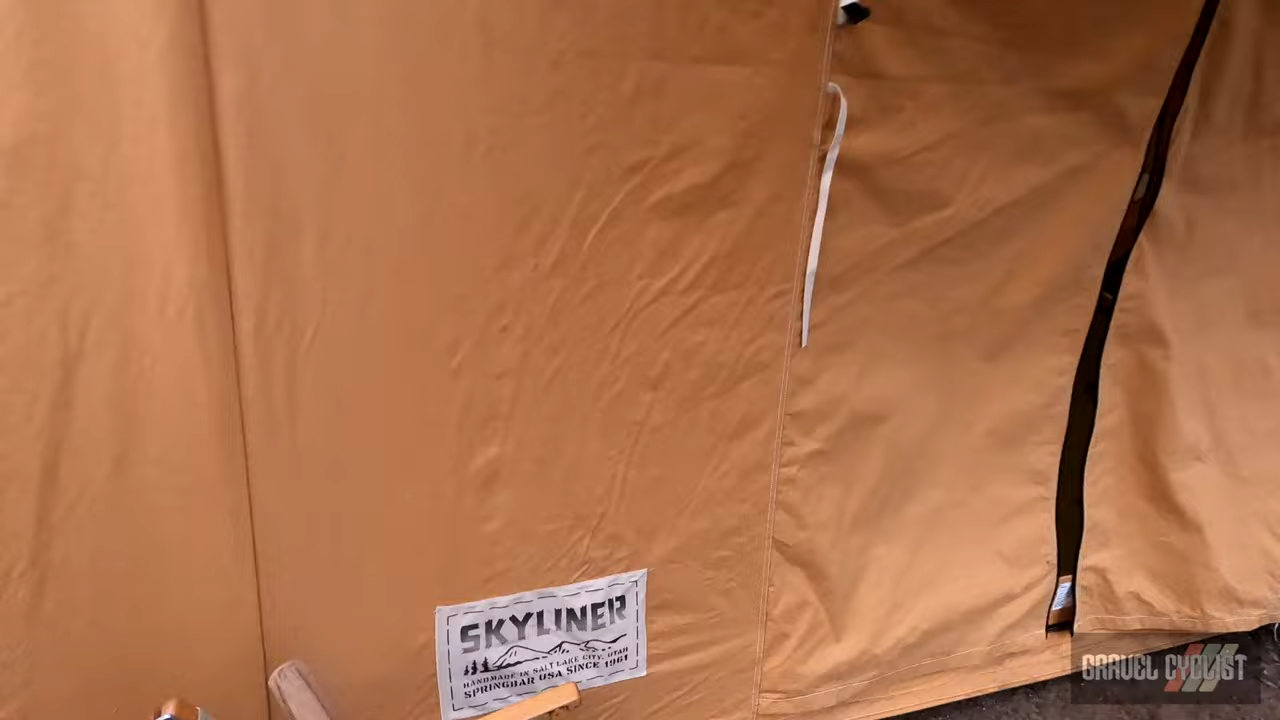 SKYLINER
HANDMADE IN SALT LAKE CITY, UTAH
SPRINGBAR USA SINCE 1961
GRAVEL CYCLIST